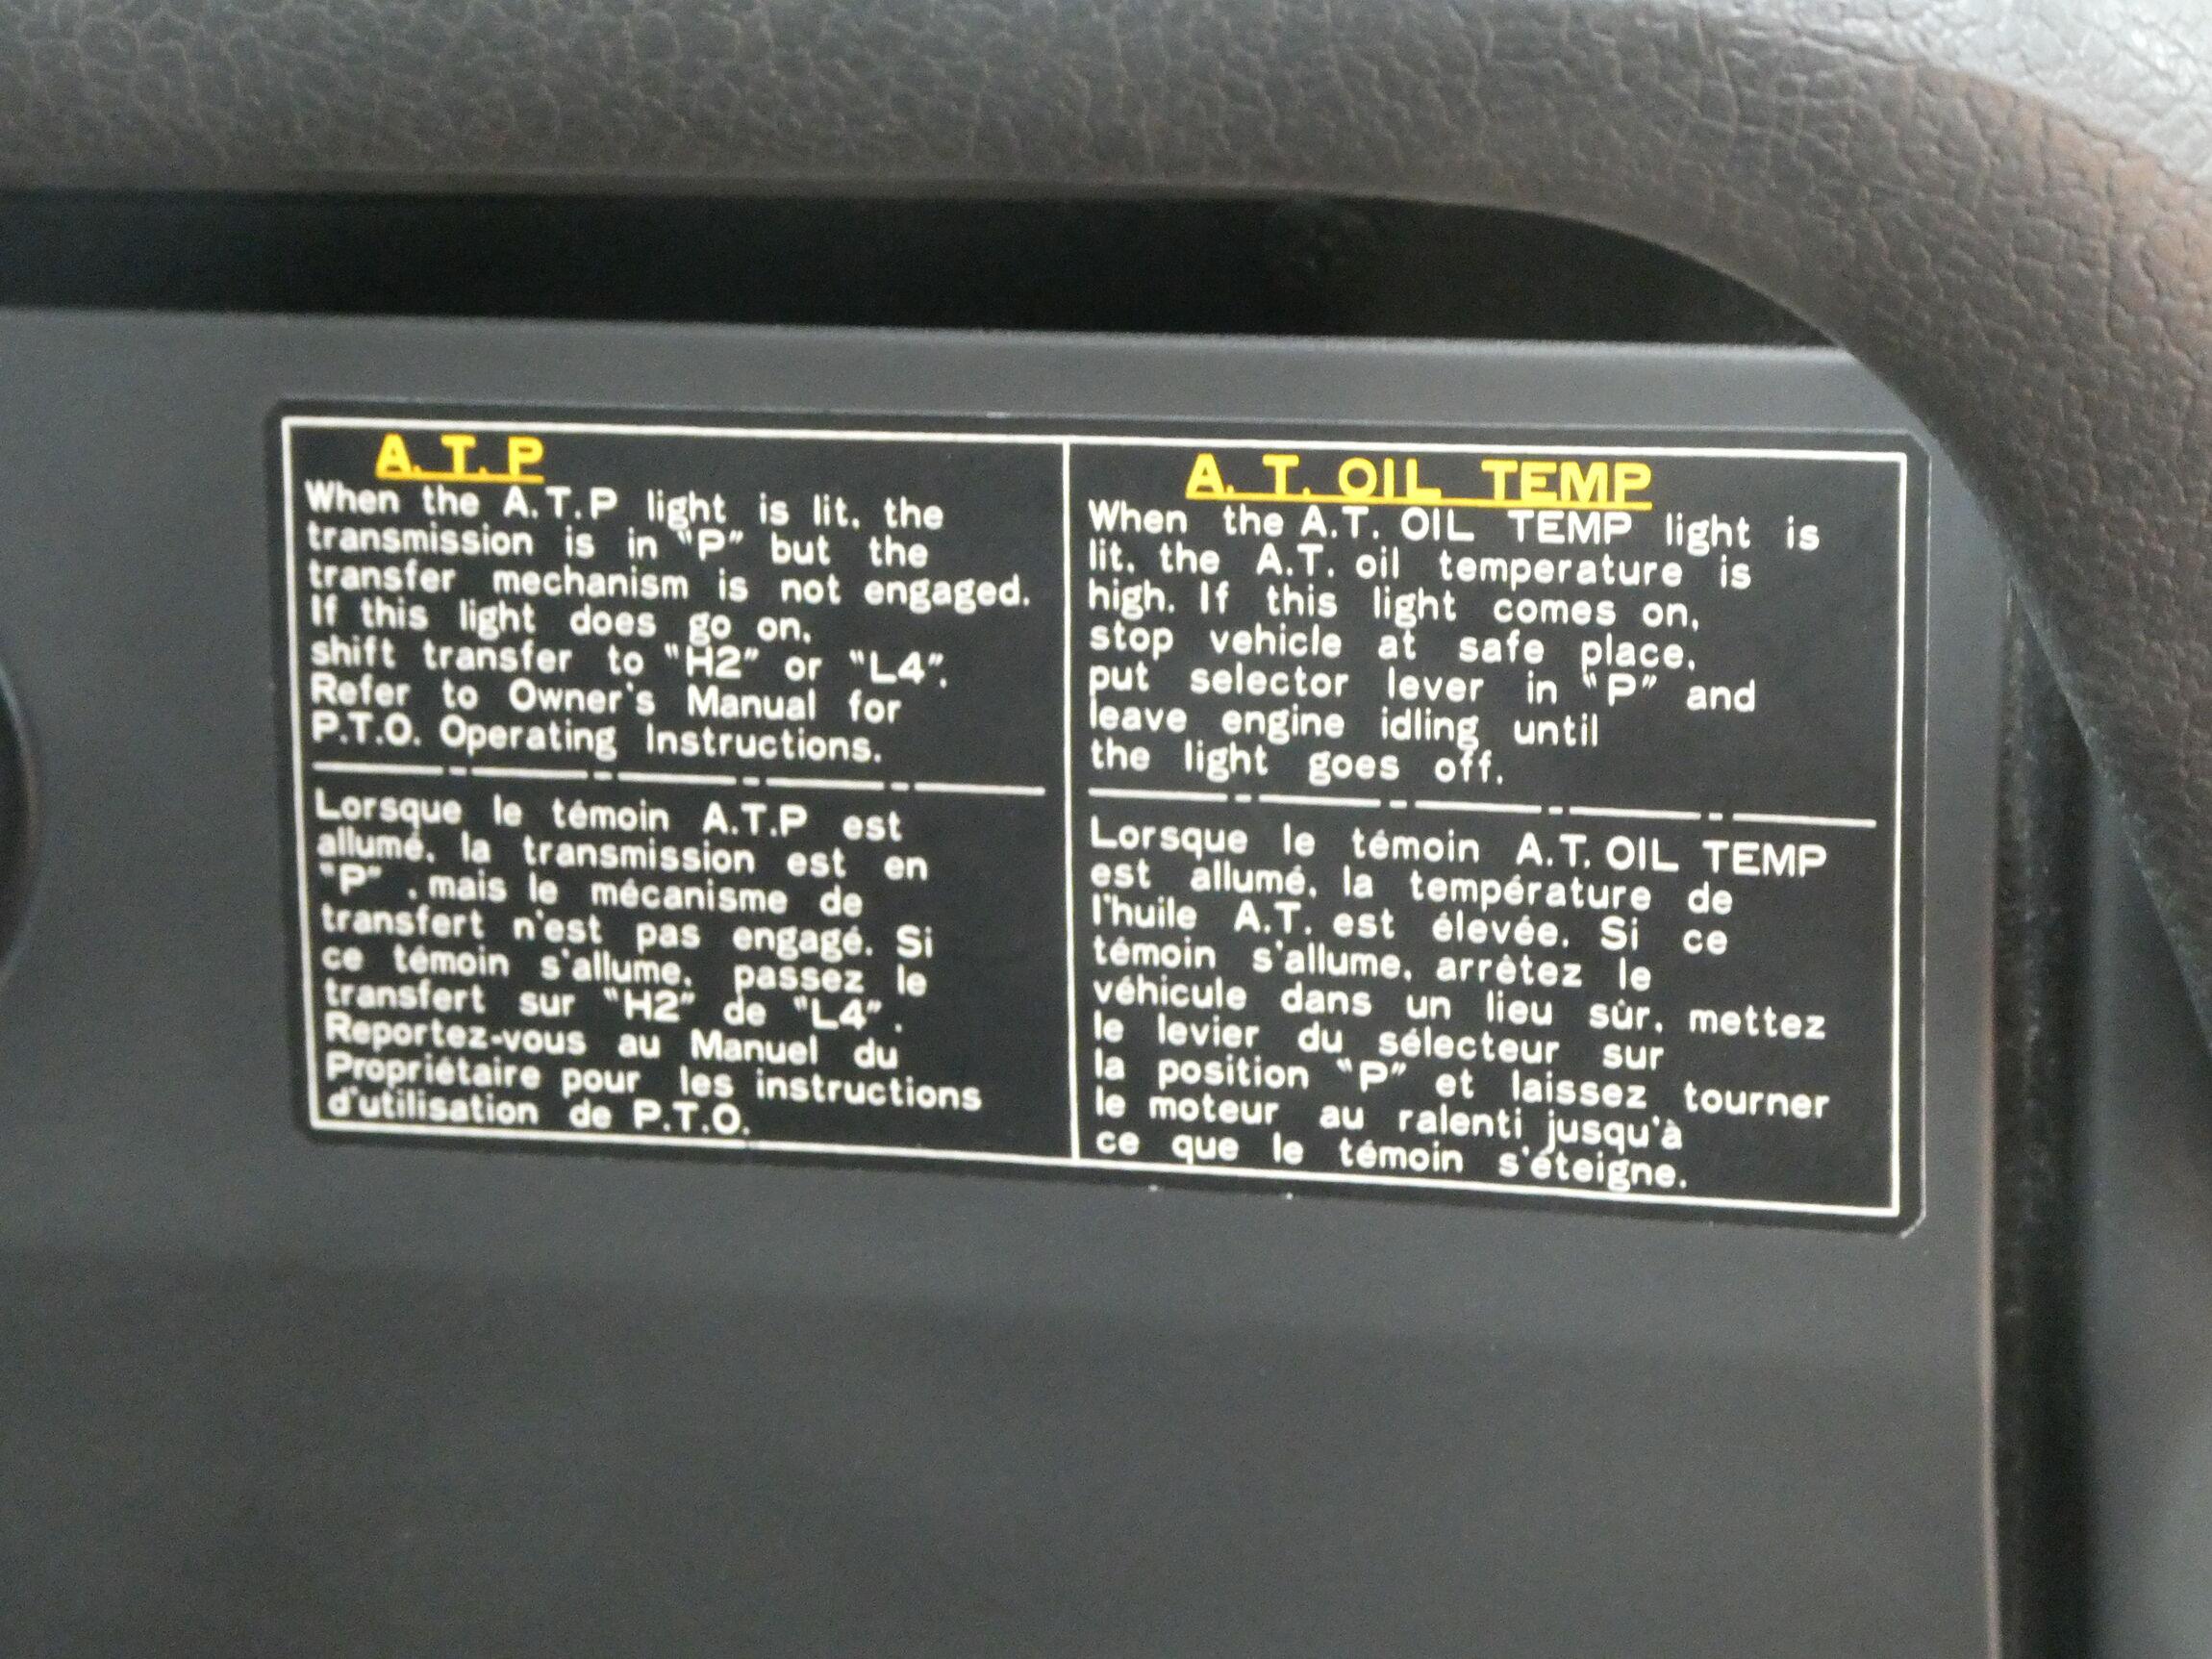 A.T.P
When the A.T.P light is lit, the
transmission is in "P" but the
transfer mechanism is not engaged.
If this light does go on,
shift transfer to "H2" or "L4".
Refer to Owner's Manual for
P.T.O. Operating Instructions.
Lorsque le témoin A.T.P est
allumé, la transmission est en
"P" , mais le mécanisme de
transfert n'est pas engagé. Si
ce témoin s'allume, passez le
transfert sur "H2" de "L4" .
Reportez-vous au Manuel du
Propriétaire pour les instructions
d'utilisation de P.T.O.
A. T. OIL TEMP
When the A.T. OIL TEMP light is
lit, the A.T. oil temperature is
high. If this light comes on,
stop vehicle at safe place,
put selector lever in "P" and
leave engine idling until
the light goes off.
Lorsque le témoin A.T. OIL TEMP
est allumé, la température de
l'huile A.T. est élevée. Si ce
témoin s'allume, arrêtez le
véhicule dans un lieu sûr, mettez
le levier du sélecteur sur
la position "P" et laissez tourner
le moteur au ralenti jusqu'à
ce que le témoin s'éteigne.